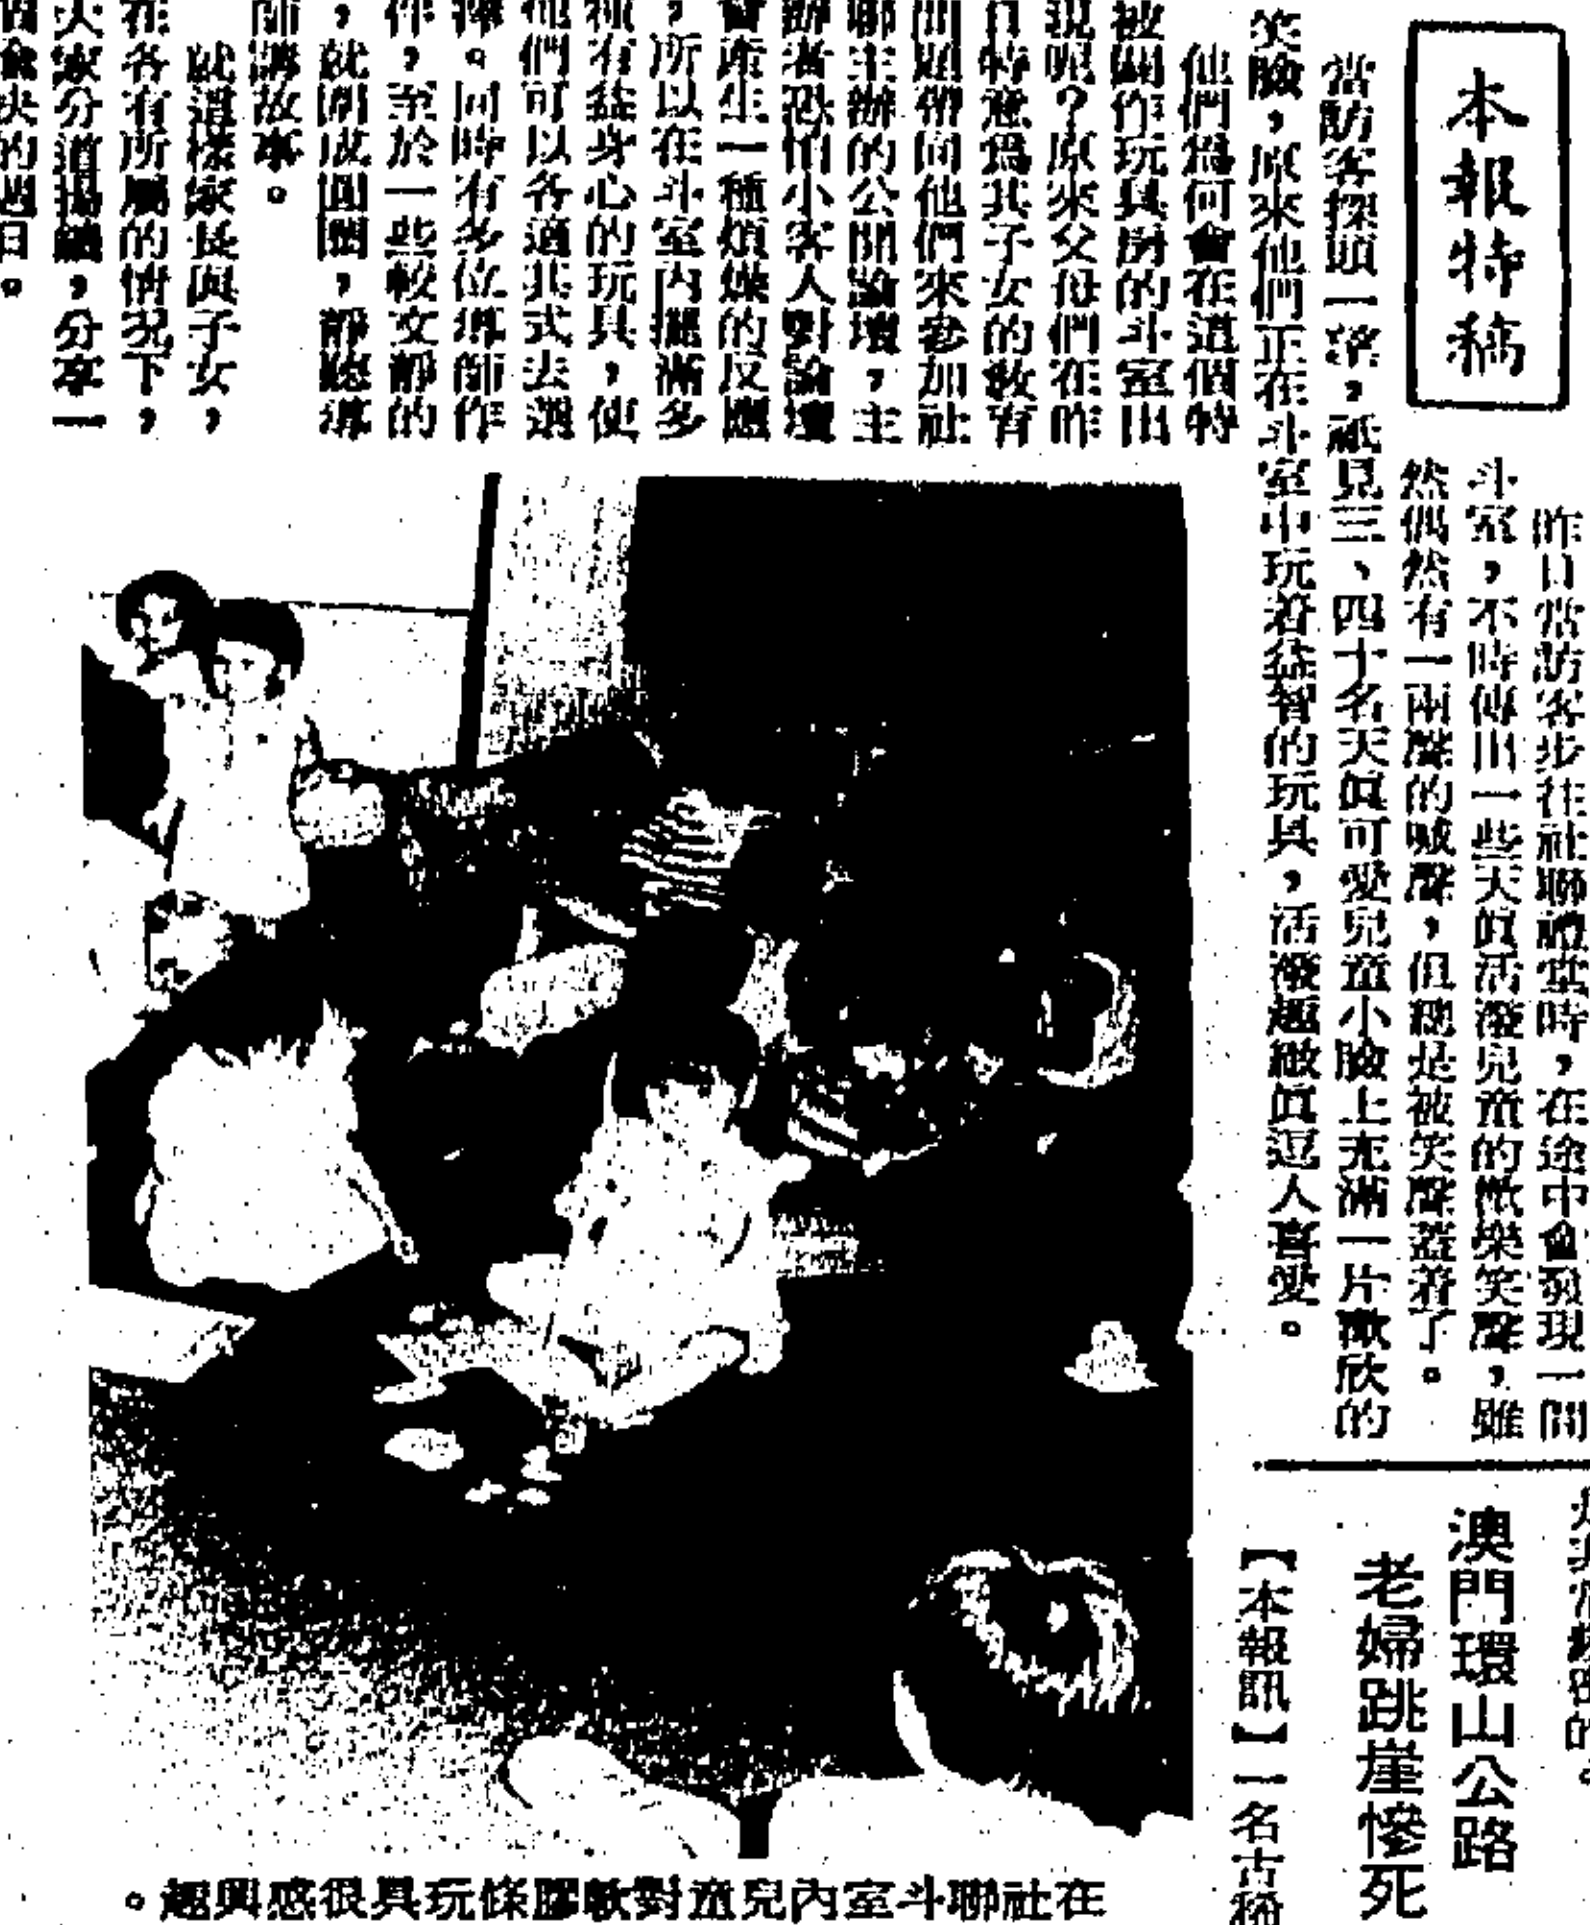 本報特稿
昨日當訪客步往社聯禮堂時，在途中會發現一間
斗室，不時傳出一些天真活潑兒童的歡樂笑聲，雖
然偶然有一兩聲的喊聲，但總是被笑聲蓋着了。
當訪客探頭一望，祗見三、四十名天真可愛兒童小臉上充滿一片歡欣的
笑臉，原來他們正在斗室中玩着益智的玩具，活潑趣緻真逗人喜愛。
他們為何會在這個特
被闢作玩具房的斗室出
現呢？原來父母們在昨
日特意為其子女的教育
問題帶同他們來參加社
聯主辦的公開論壇，主
辦者恐怕小客人對論壇
會產生一種煩燥的反應
，所以在斗室內擺滿多
種有益身心的玩具，使
他們可以各適其式去選
擇。同時有多位導師作
伴，至於一些較文靜的
，就閙成圓圈，靜聽導
師講故事。
就這樣家長與子女，
在各有所屬的情况下，
大家分道揚鑣，分享一
個愉快的週日。
在社聯斗室內兒童對軟膠條玩具很感興趣。
澳門環山公路
老婦跳崖慘死
【本報訊】一名古稀